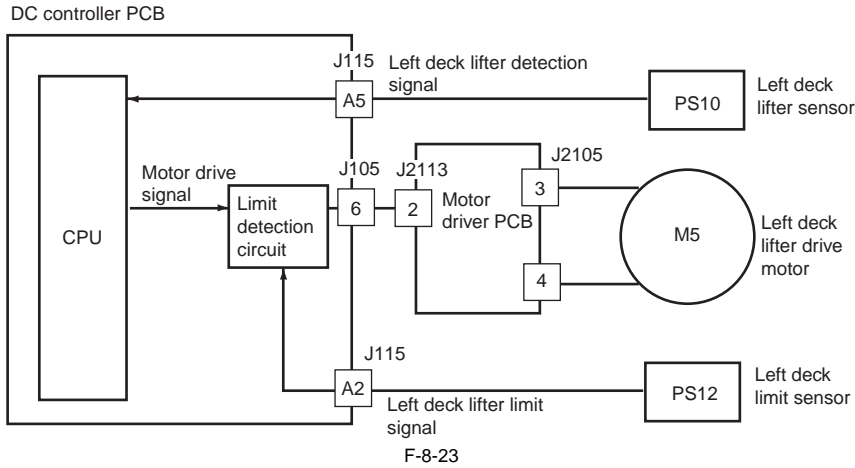 DC controller PCB
J115
Left deck lifter detection
signal
A5
PS10
Left deck
lifter sensor
Motor drive
signal
J105
J2113
J2105
CPU
Limit
detection
circuit
6
2
Motor
driver PCB
3
4
M5
Left deck
lifter drive
motor
J115
A2
Left deck lifter limit
signal
PS12
Left deck
limit sensor
F-8-23